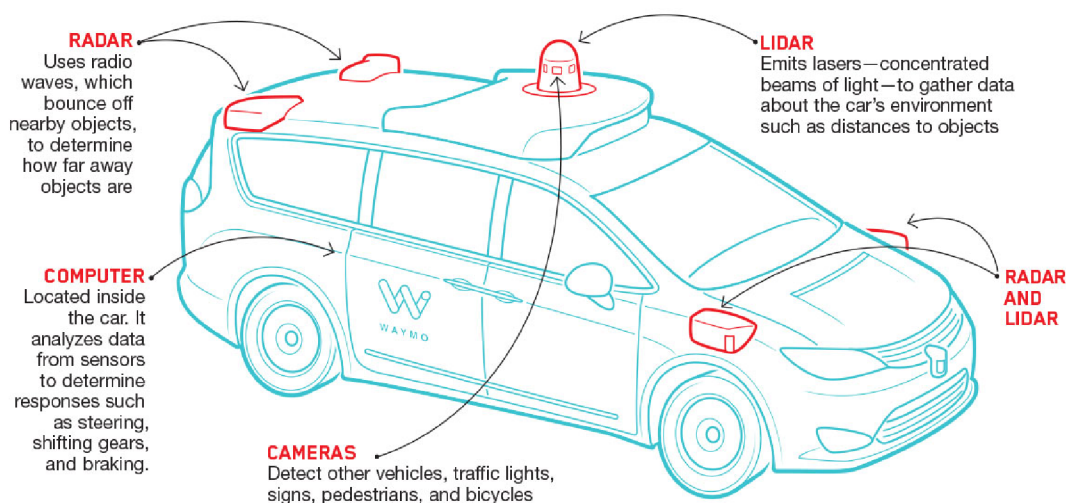 RADAR
Uses radio
waves, which
bounce off
nearby objects,
to determine
how far away
objects are
LIDAR
Emits lasers—concentrated
beams of light—to gather data
about the car’s environment
such as distances to objects
COMPUTER
Located inside
the car. It
analyzes data
from sensors
to determine
responses such
as steering,
shifting gears,
and braking.
WAYMO
RADAR
AND
LIDAR
CAMERAS
Detect other vehicles, traffic lights,
signs, pedestrians, and bicycles